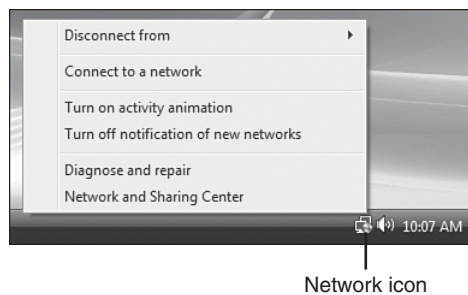 Disconnect from
Connect to a network
Turn on activity animation
Turn off notification of new networks
Diagnose and repair
Network and Sharing Center
10:07 AM
Network icon